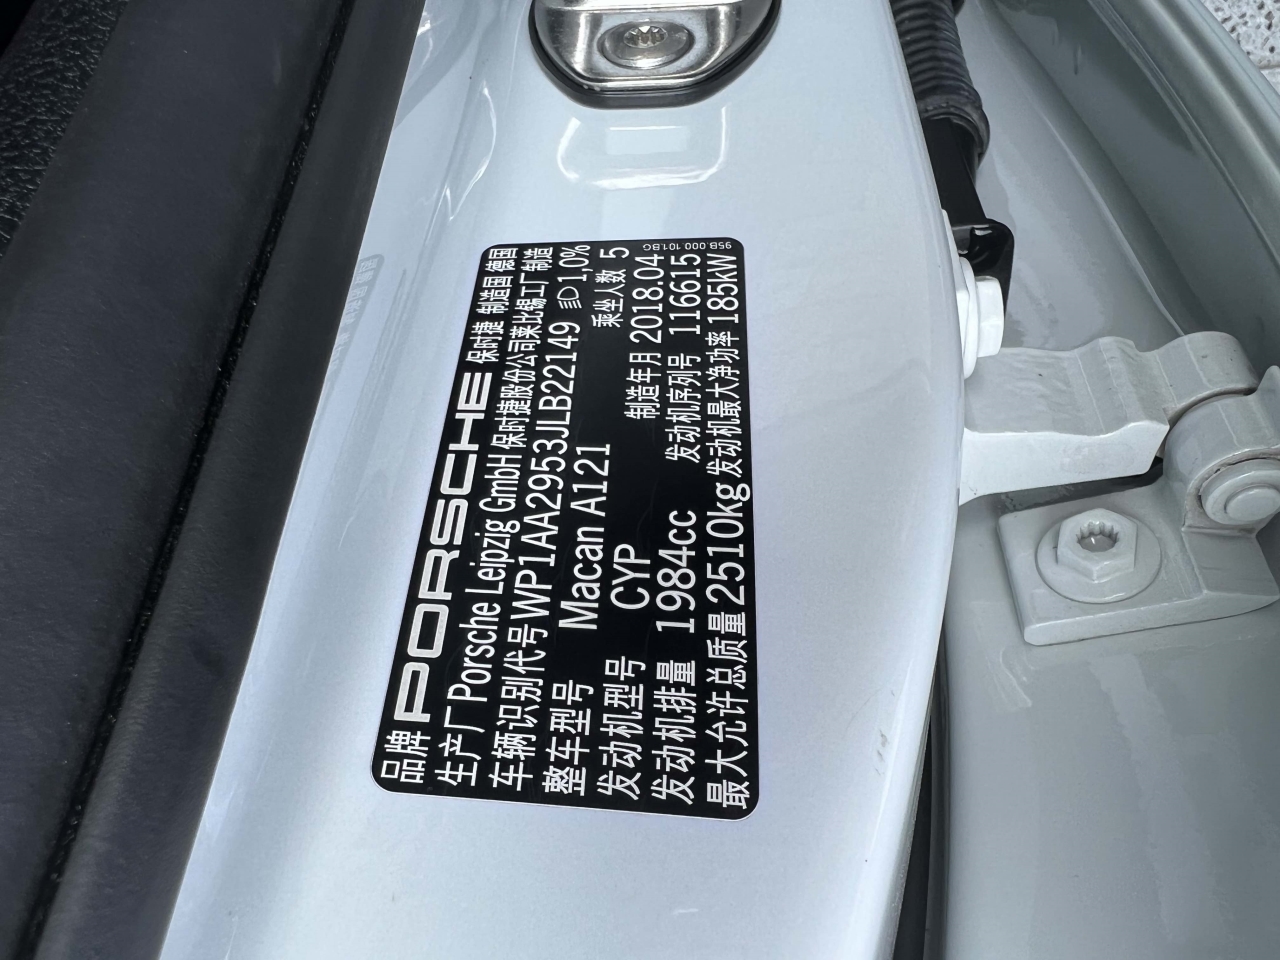 品牌 PORSCHE 保时捷 制造国 德国
生产厂 Porsche Leipzig GmbH 保时捷股份公司莱比锡工厂制造
车辆识别代号 WP1AA2953JLB22149 1,0%
整车型号 Macan A121 乘坐人数 5
发动机型号 CYP 制造年月 2018.04
发动机排量 1984cc 发动机序列号 116615
最大允许总质量 2510kg 发动机最大净功率 185kW
95B.000.101.BG